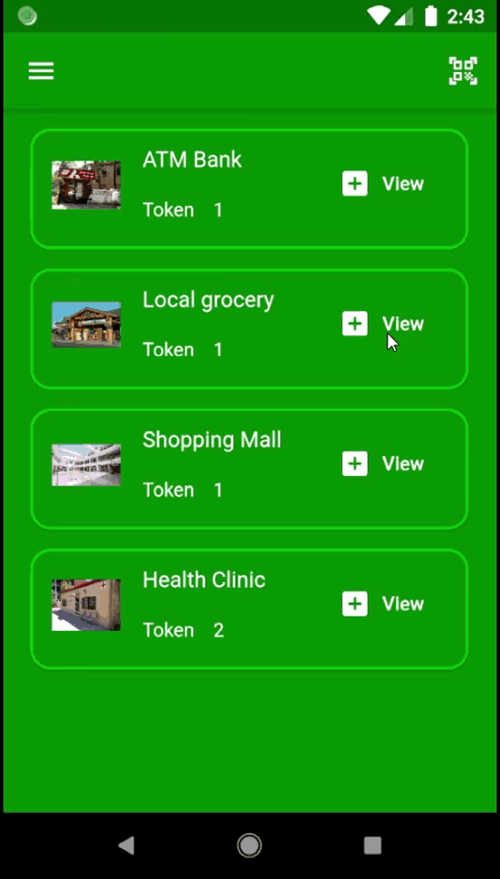 2:43
ATM Bank
Token 1
View
Local grocery
Token 1
View
Shopping Mall
Token 1
View
Health Clinic
Token 2
View